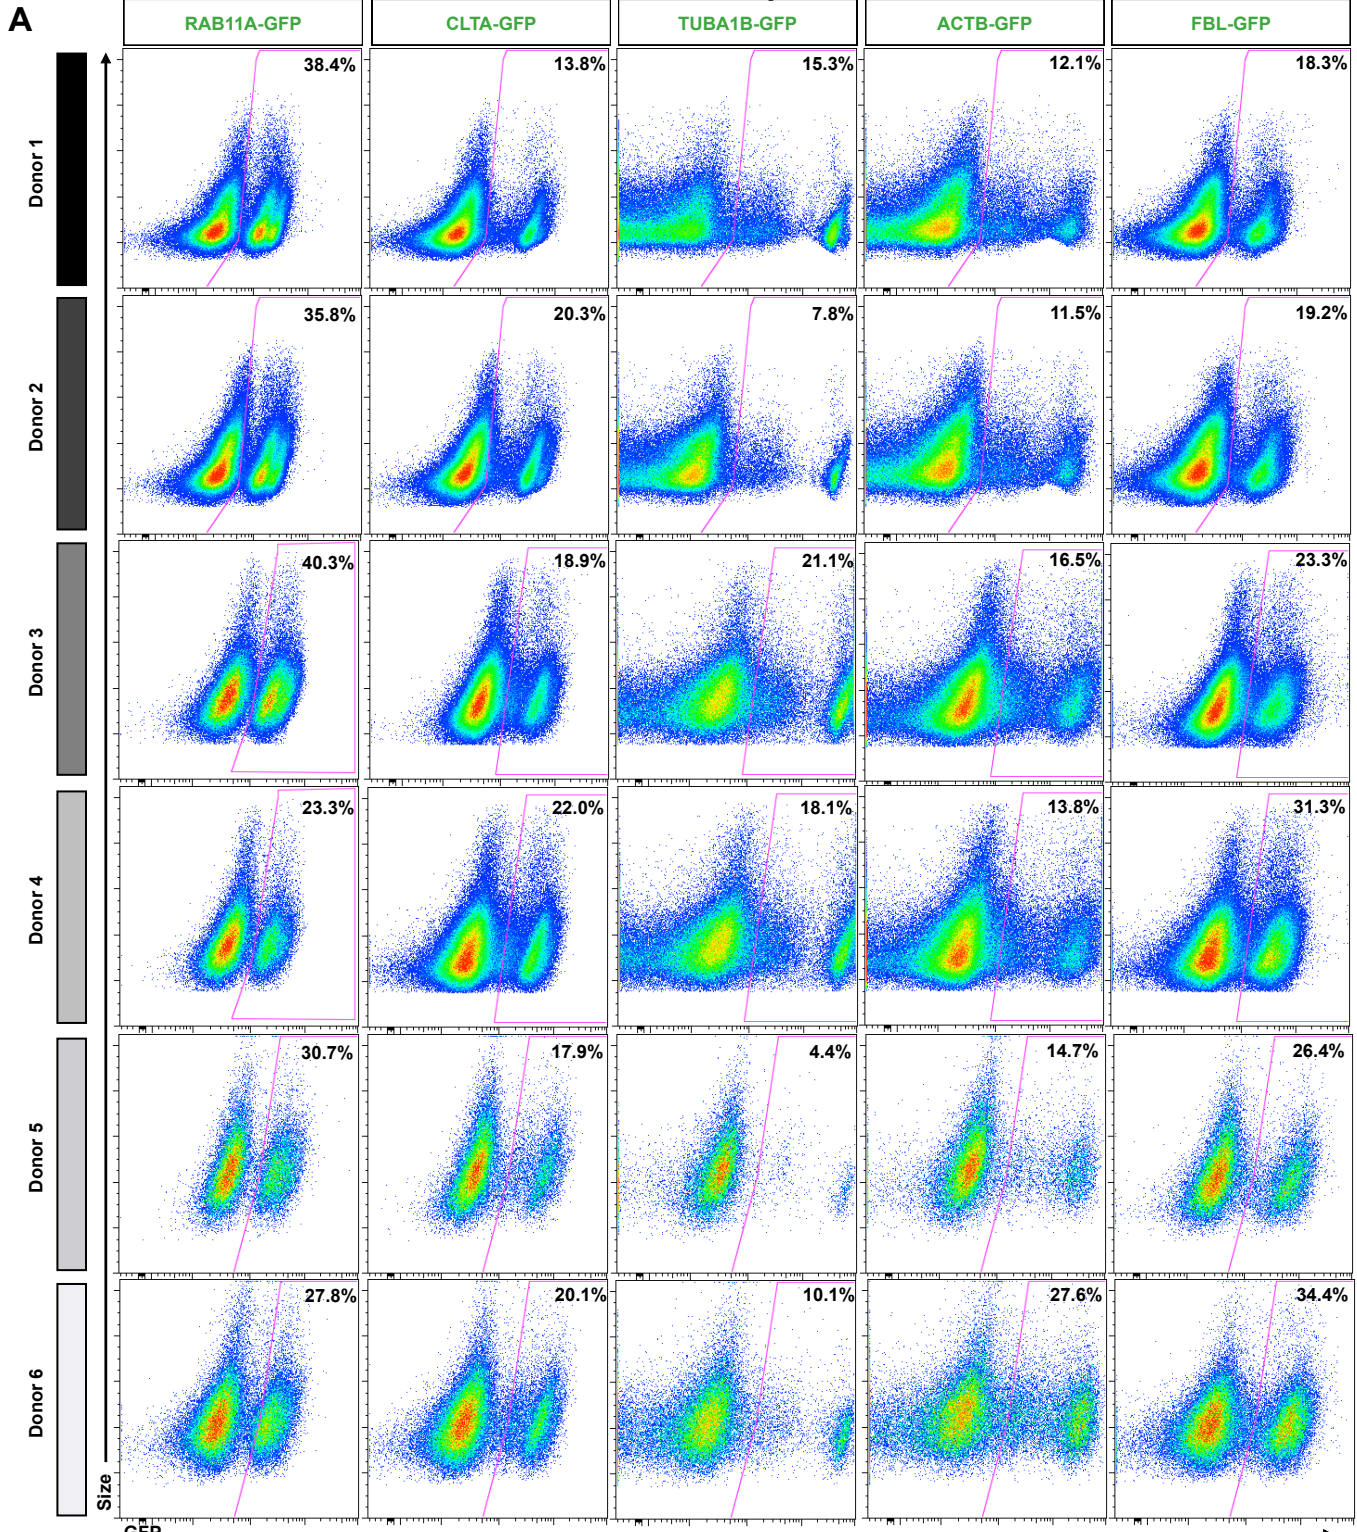 A
RAB11A-GFP CLTA-GFP TUBA1B-GFP ACTB-GFP FBL-GFP
Donor 1 38.4% 13.8% 15.3% 12.1% 18.3%
Donor 2 35.8% 20.3% 7.8% 11.5% 19.2%
Donor 3 40.3% 18.9% 21.1% 16.5% 23.3%
Donor 4 23.3% 22.0% 18.1% 13.8% 31.3%
Donor 5 30.7% 17.9% 4.4% 14.7% 26.4%
Donor 6 27.8% 20.1% 10.1% 27.6% 34.4%
Size
GFP